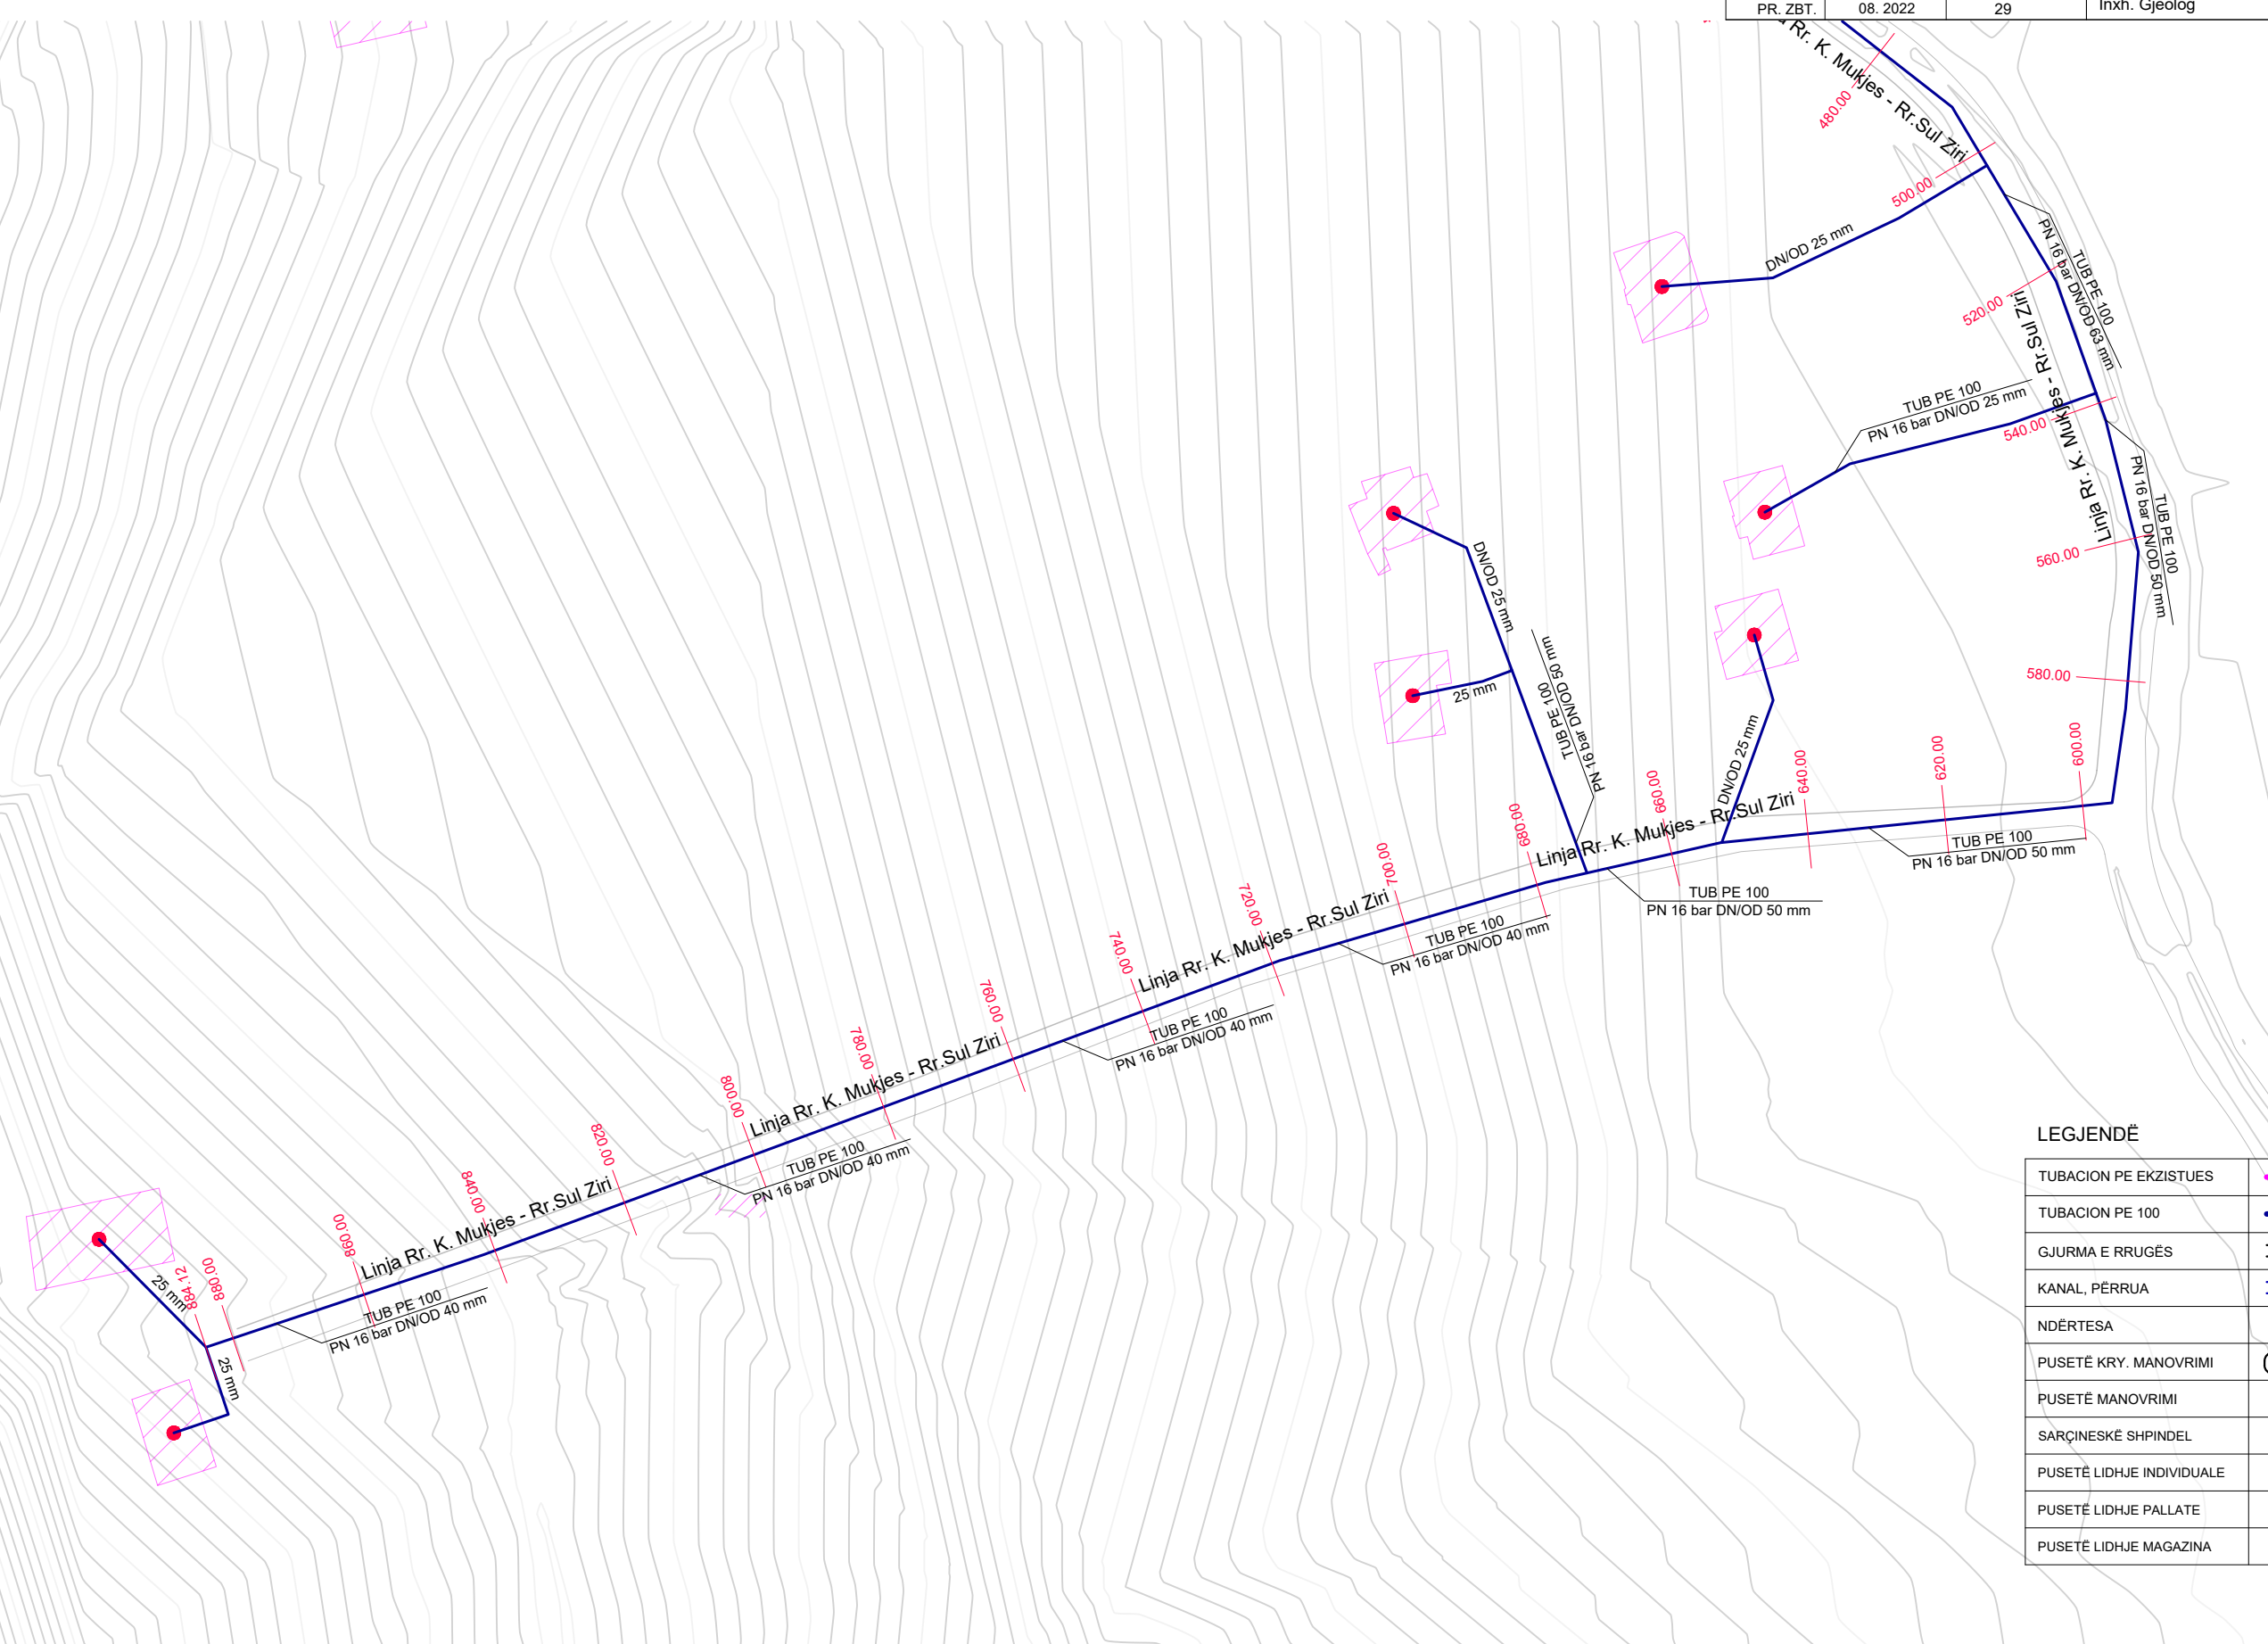 PR. ZBT.
08. 2022
29
Inxh. Gjeolog
Rr. K. Mukjes - Rr.Sul Ziri
480.00
500.00
DN/OD 25 mm
TUB PE 100
PN 16 bar DN/OD 63 mm
520.00
Linja Rr. K. Mukjes - Rr.Sul Ziri
TUB PE 100
PN 16 bar DN/OD 25 mm
540.00
TUB PE 100
PN 16 bar DN/OD 50 mm
560.00
DN/OD 25 mm
25 mm
TUB PE 100
PN 16 bar DN/OD 50 mm
580.00
DN/OD 25 mm
600.00
620.00
640.00
660.00
680.00
Linja Rr. K. Mukjes - Rr.Sul Ziri
TUB PE 100
PN 16 bar DN/OD 50 mm
TUB PE 100
PN 16 bar DN/OD 50 mm
700.00
720.00
Linja Rr. K. Mukjes - Rr.Sul Ziri
TUB PE 100
PN 16 bar DN/OD 40 mm
740.00
760.00
TUB PE 100
PN 16 bar DN/OD 40 mm
780.00
Linja Rr. K. Mukjes - Rr.Sul Ziri
800.00
TUB PE 100
PN 16 bar DN/OD 40 mm
820.00
840.00
Linja Rr. K. Mukjes - Rr.Sul Ziri
860.00
880.00
884.12
TUB PE 100
PN 16 bar DN/OD 40 mm
25 mm
25 mm
LEGJENDË
TUBACION PE EKZISTUES
TUBACION PE 100
GJURMA E RRUGËS
KANAL, PËRRUA
NDËRTESA
PUSETË KRY. MANOVRIMI
PUSETË MANOVRIMI
SARÇINESKË SHPINDEL
PUSETË LIDHJE INDIVIDUALE
PUSETË LIDHJE PALLATE
PUSETË LIDHJE MAGAZINA